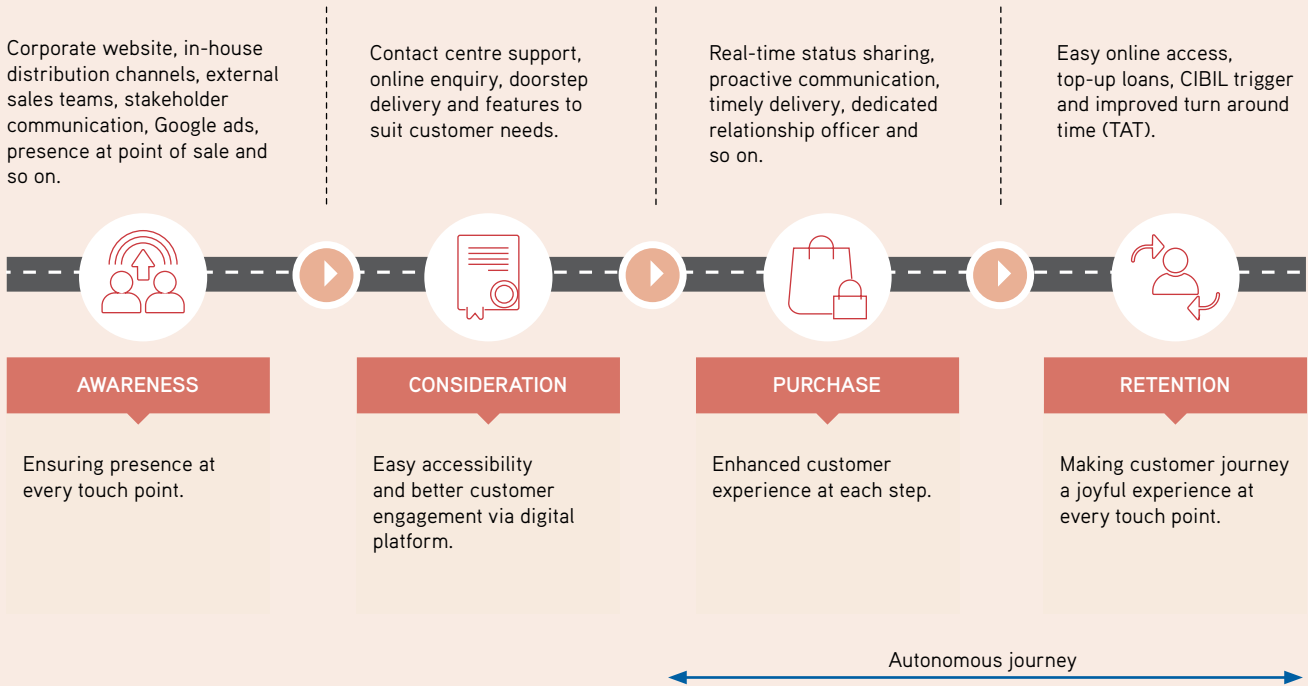 Corporate website, in-house
distribution channels, external
sales teams, stakeholder
communication, Google ads,
presence at point of sale and
so on.
Contact centre support,
online enquiry, doorstep
delivery and features to
suit customer needs.
Real-time status sharing,
proactive communication,
timely delivery, dedicated
relationship officer and
so on.
Easy online access,
top-up loans, CIBIL trigger
and improved turn around
time (TAT).
AWARENESS
Ensuring presence at
every touch point.
CONSIDERATION
Easy accessibility
and better customer
engagement via digital
platform.
PURCHASE
Enhanced customer
experience at each step.
RETENTION
Making customer journey
a joyful experience at
every touch point.
Autonomous journey